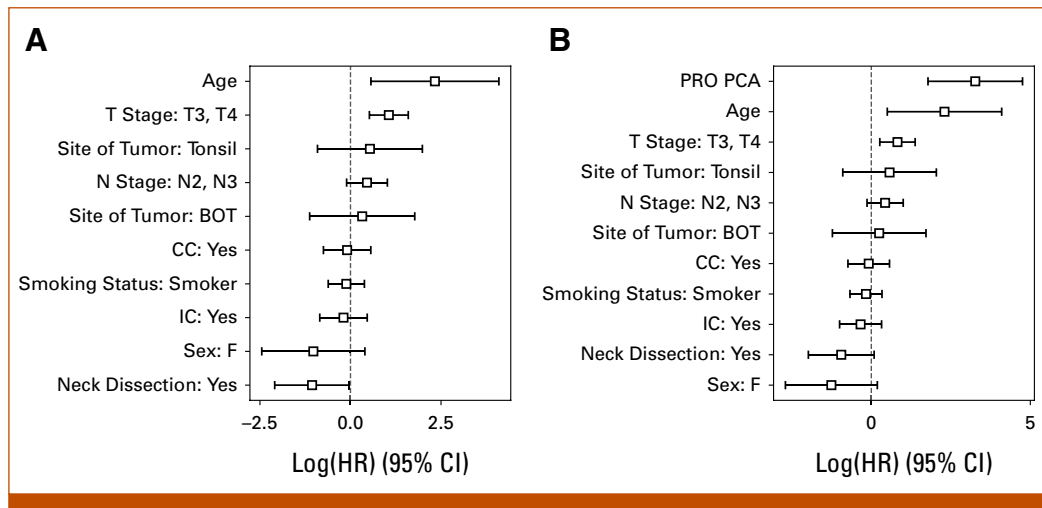 A
Age
T Stage: T3, T4
Site of Tumor: Tonsil
N Stage: N2, N3
Site of Tumor: BOT
CC: Yes
Smoking Status: Smoker
IC: Yes
Sex: F
Neck Dissection: Yes
−2.5 0.0 2.5
Log(HR) (95% CI)
B
PRO PCA
Age
T Stage: T3, T4
Site of Tumor: Tonsil
N Stage: N2, N3
Site of Tumor: BOT
CC: Yes
Smoking Status: Smoker
IC: Yes
Neck Dissection: Yes
Sex: F
0 5
Log(HR) (95% CI)